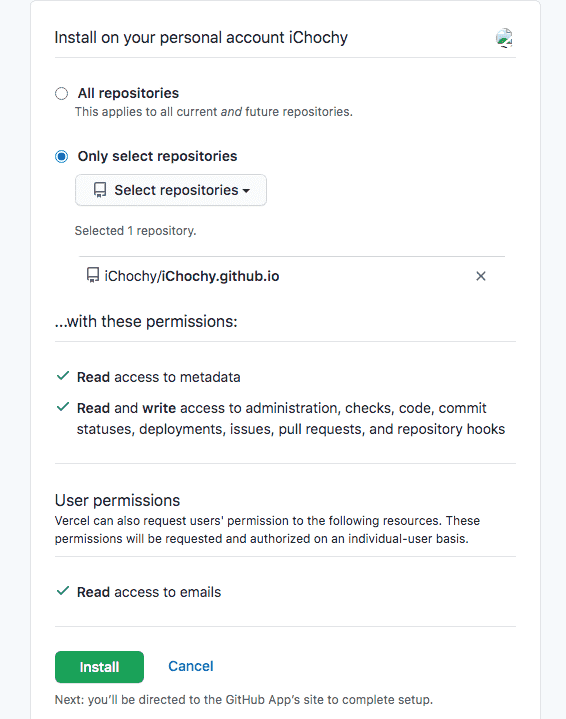 Install on your personal account iChochy
All repositories
This applies to all current and future repositories.
Only select repositories
Select repositories
Selected 1 repository.
iChochy/iChochy.github.io
...with these permissions:
Read access to metadata
Read and write access to administration, checks, code, commit
statuses, deployments, issues, pull requests, and repository hooks
User permissions
Vercel can also request users' permission to the following resources. These
permissions will be requested and authorized on an individual-user basis.
Read access to emails
Install Cancel
Next: you'll be directed to the GitHub App's site to complete setup.